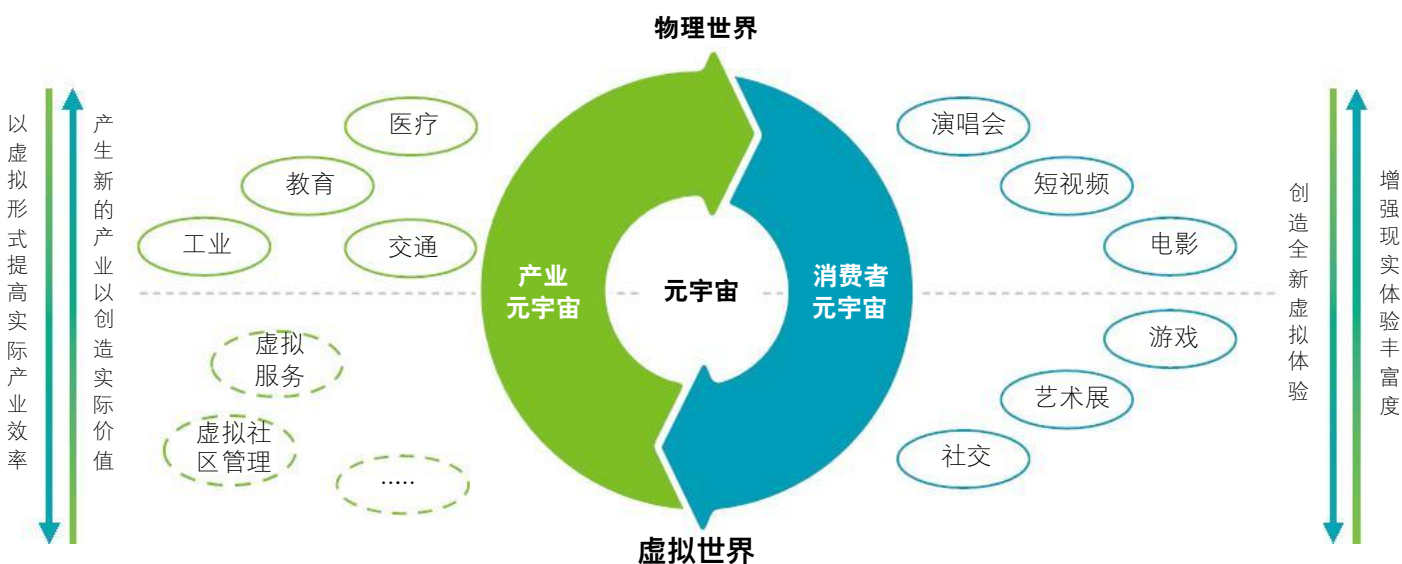 物理世界
以虚拟形式提高实际产业效率
产生新的产业以创造实际价值
医疗
教育
工业
交通
虚拟
服务
虚拟社
区管理
.....
产业
元宇宙
元宇宙
消费者
元宇宙
演唱会
短视频
电影
游戏
艺术展
社交
创造全新虚拟体验
增强现实体验丰富度
虚拟世界